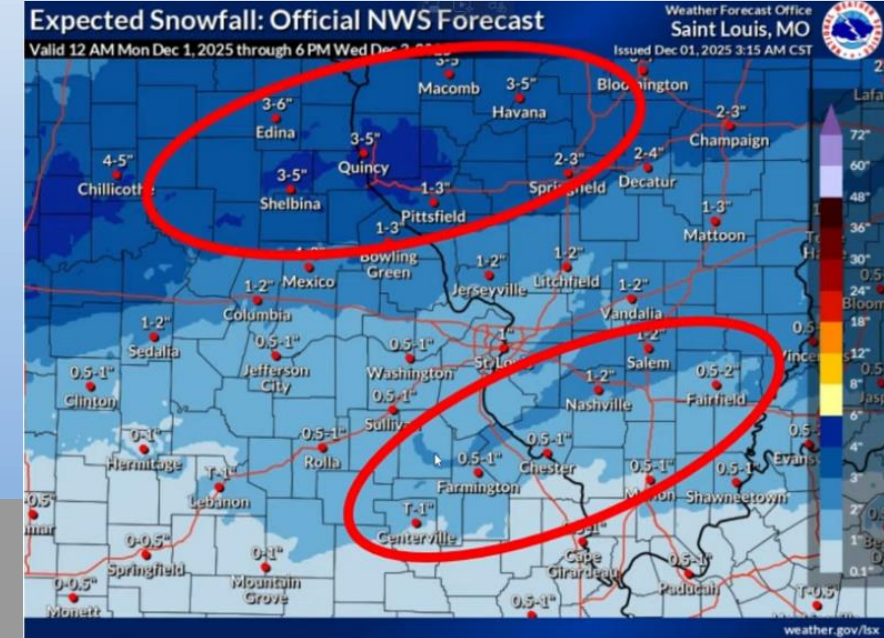 Expected Snowfall: Official NWS Forecast
Valid 12 AM Mon Dec 1, 2025 through 6 PM Wed Dec
Weather Forecast Office
Saint Louis, MO
Issued Dec 01, 2025 3:15 AM CST
3-5"
Macomb
3-5"
Havana
Bloomington
Lafa
3-6"
Edina
2-3"
Champaign
3-5"
Quincy
4-5"
Chillicothe
3-5"
Shelbina
2-3"
Springfield
2-4"
Decatur
1-3"
Pittsfield
1-3"
Mattoon
1-3"
Bowling
Green
Mexico
1-2"
Jerseyville
1-2"
Litchfield
1-2"
Columbia
1-2"
Vandalia
1-2"
Sedalia
0.5-1"
Jefferson
City
0.5-1"
Washington
1"
St Louis
1-2"
Salem
0.5-1"
Clinton
0.5-1"
Sullivan
1-2"
Nashville
0.5-2"
Fairfield
0-1"
Hermitage
0.5-1"
Rolla
0.5-1"
Chester
T-1"
Lebanon
0.5-1"
Farmington
0.5-1"
Marion
0.5-1"
Shawneetown
Evans
T-1"
Centerville
0-0.5"
Springfield
0-1"
Mountain
Grove
Cape
Girardeau
0.5-1"
Paducah
0-0.5"
Monett
0.5-1"
T-0.5"
72"
60"
48"
36"
30"
24"
18"
12"
8"
6"
4"
3"
2"
1"
0.1"
weather.gov/lsx